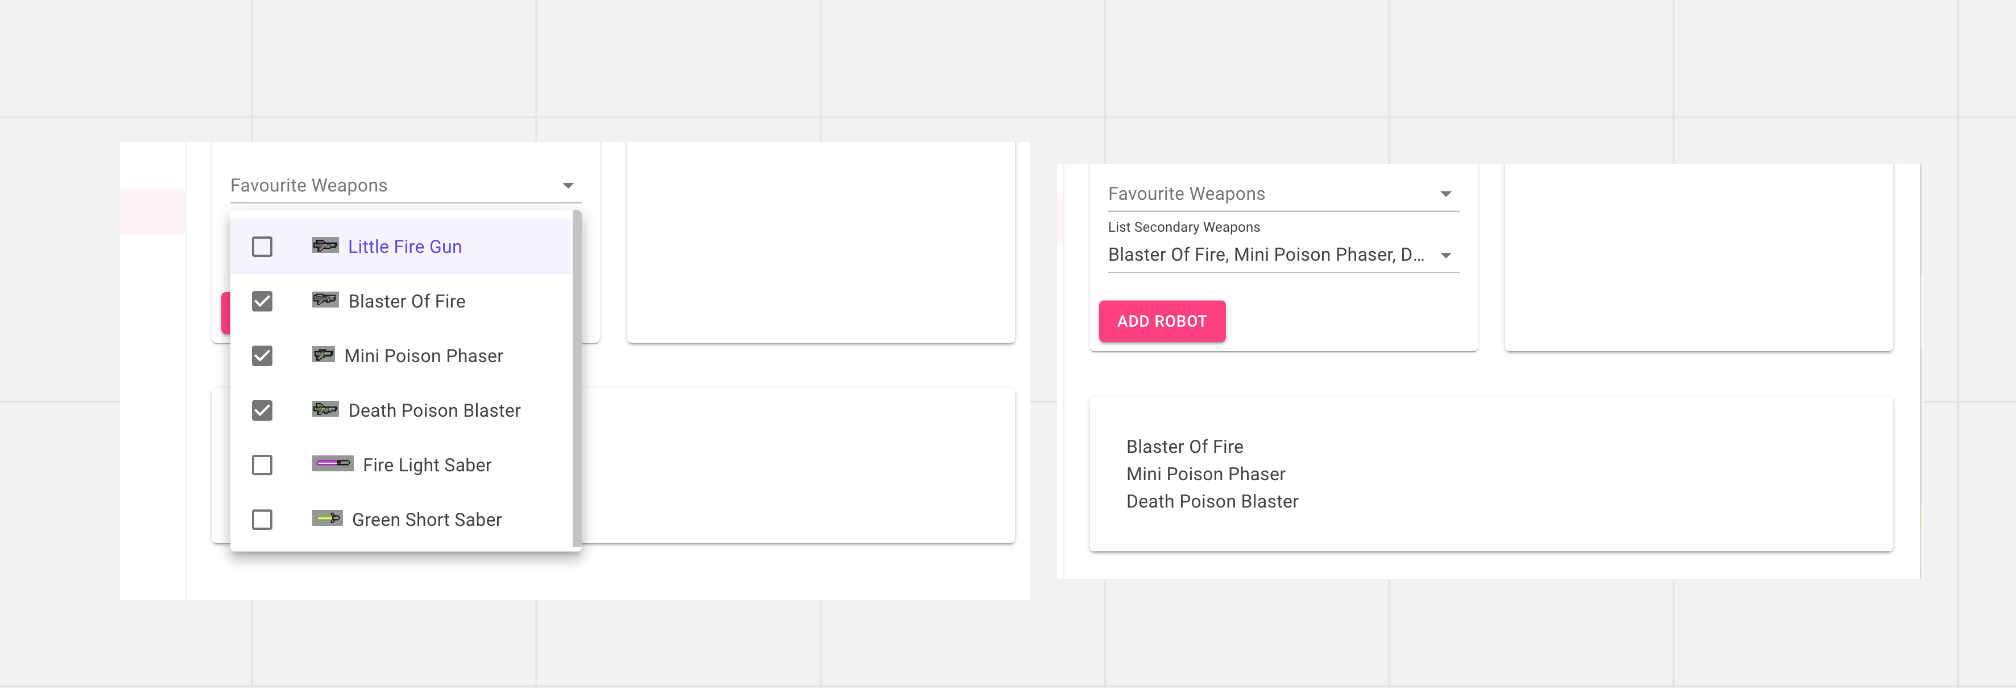 Favourite Weapons
Little Fire Gun
Blaster Of Fire
Mini Poison Phaser
Death Poison Blaster
Fire Light Saber
Green Short Saber
Favourite Weapons
List Secondary Weapons
Blaster Of Fire, Mini Poison Phaser, D...
ADD ROBOT
Blaster Of Fire
Mini Poison Phaser
Death Poison Blaster